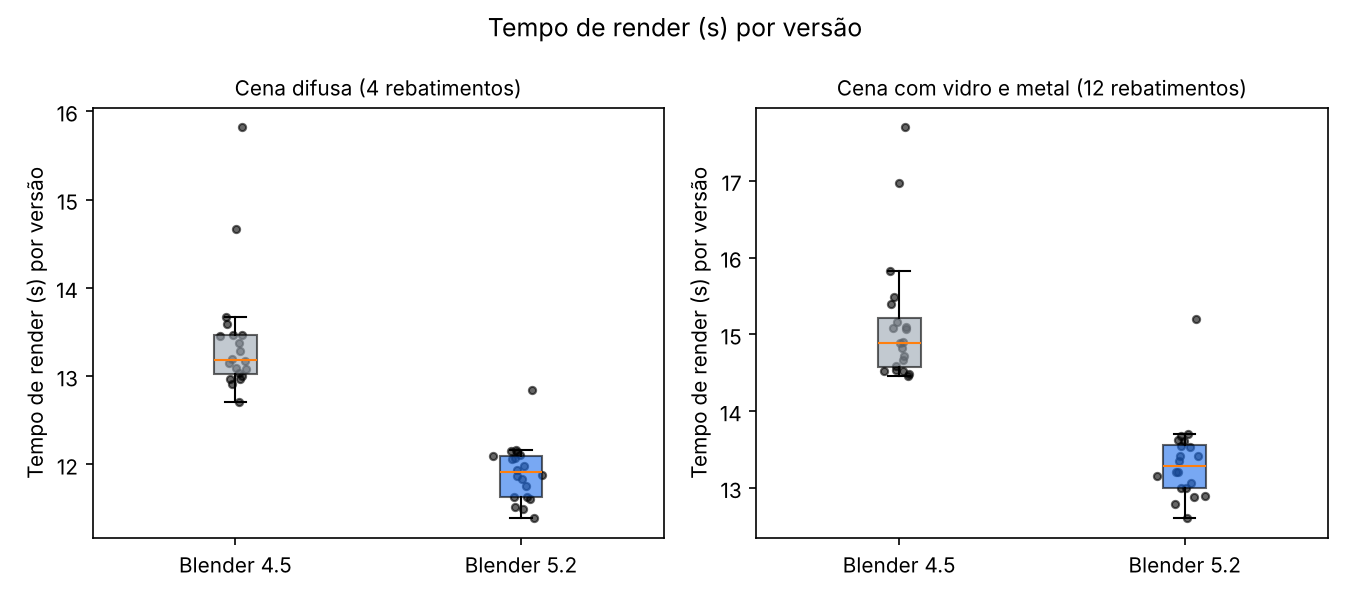 Tempo de render (s) por versão
Cena difusa (4 rebatimentos)
Tempo de render (s) por versão
16
15
14
13
12
Blender 4.5
Blender 5.2
Cena com vidro e metal (12 rebatimentos)
Tempo de render (s) por versão
17
16
15
14
13
Blender 4.5
Blender 5.2